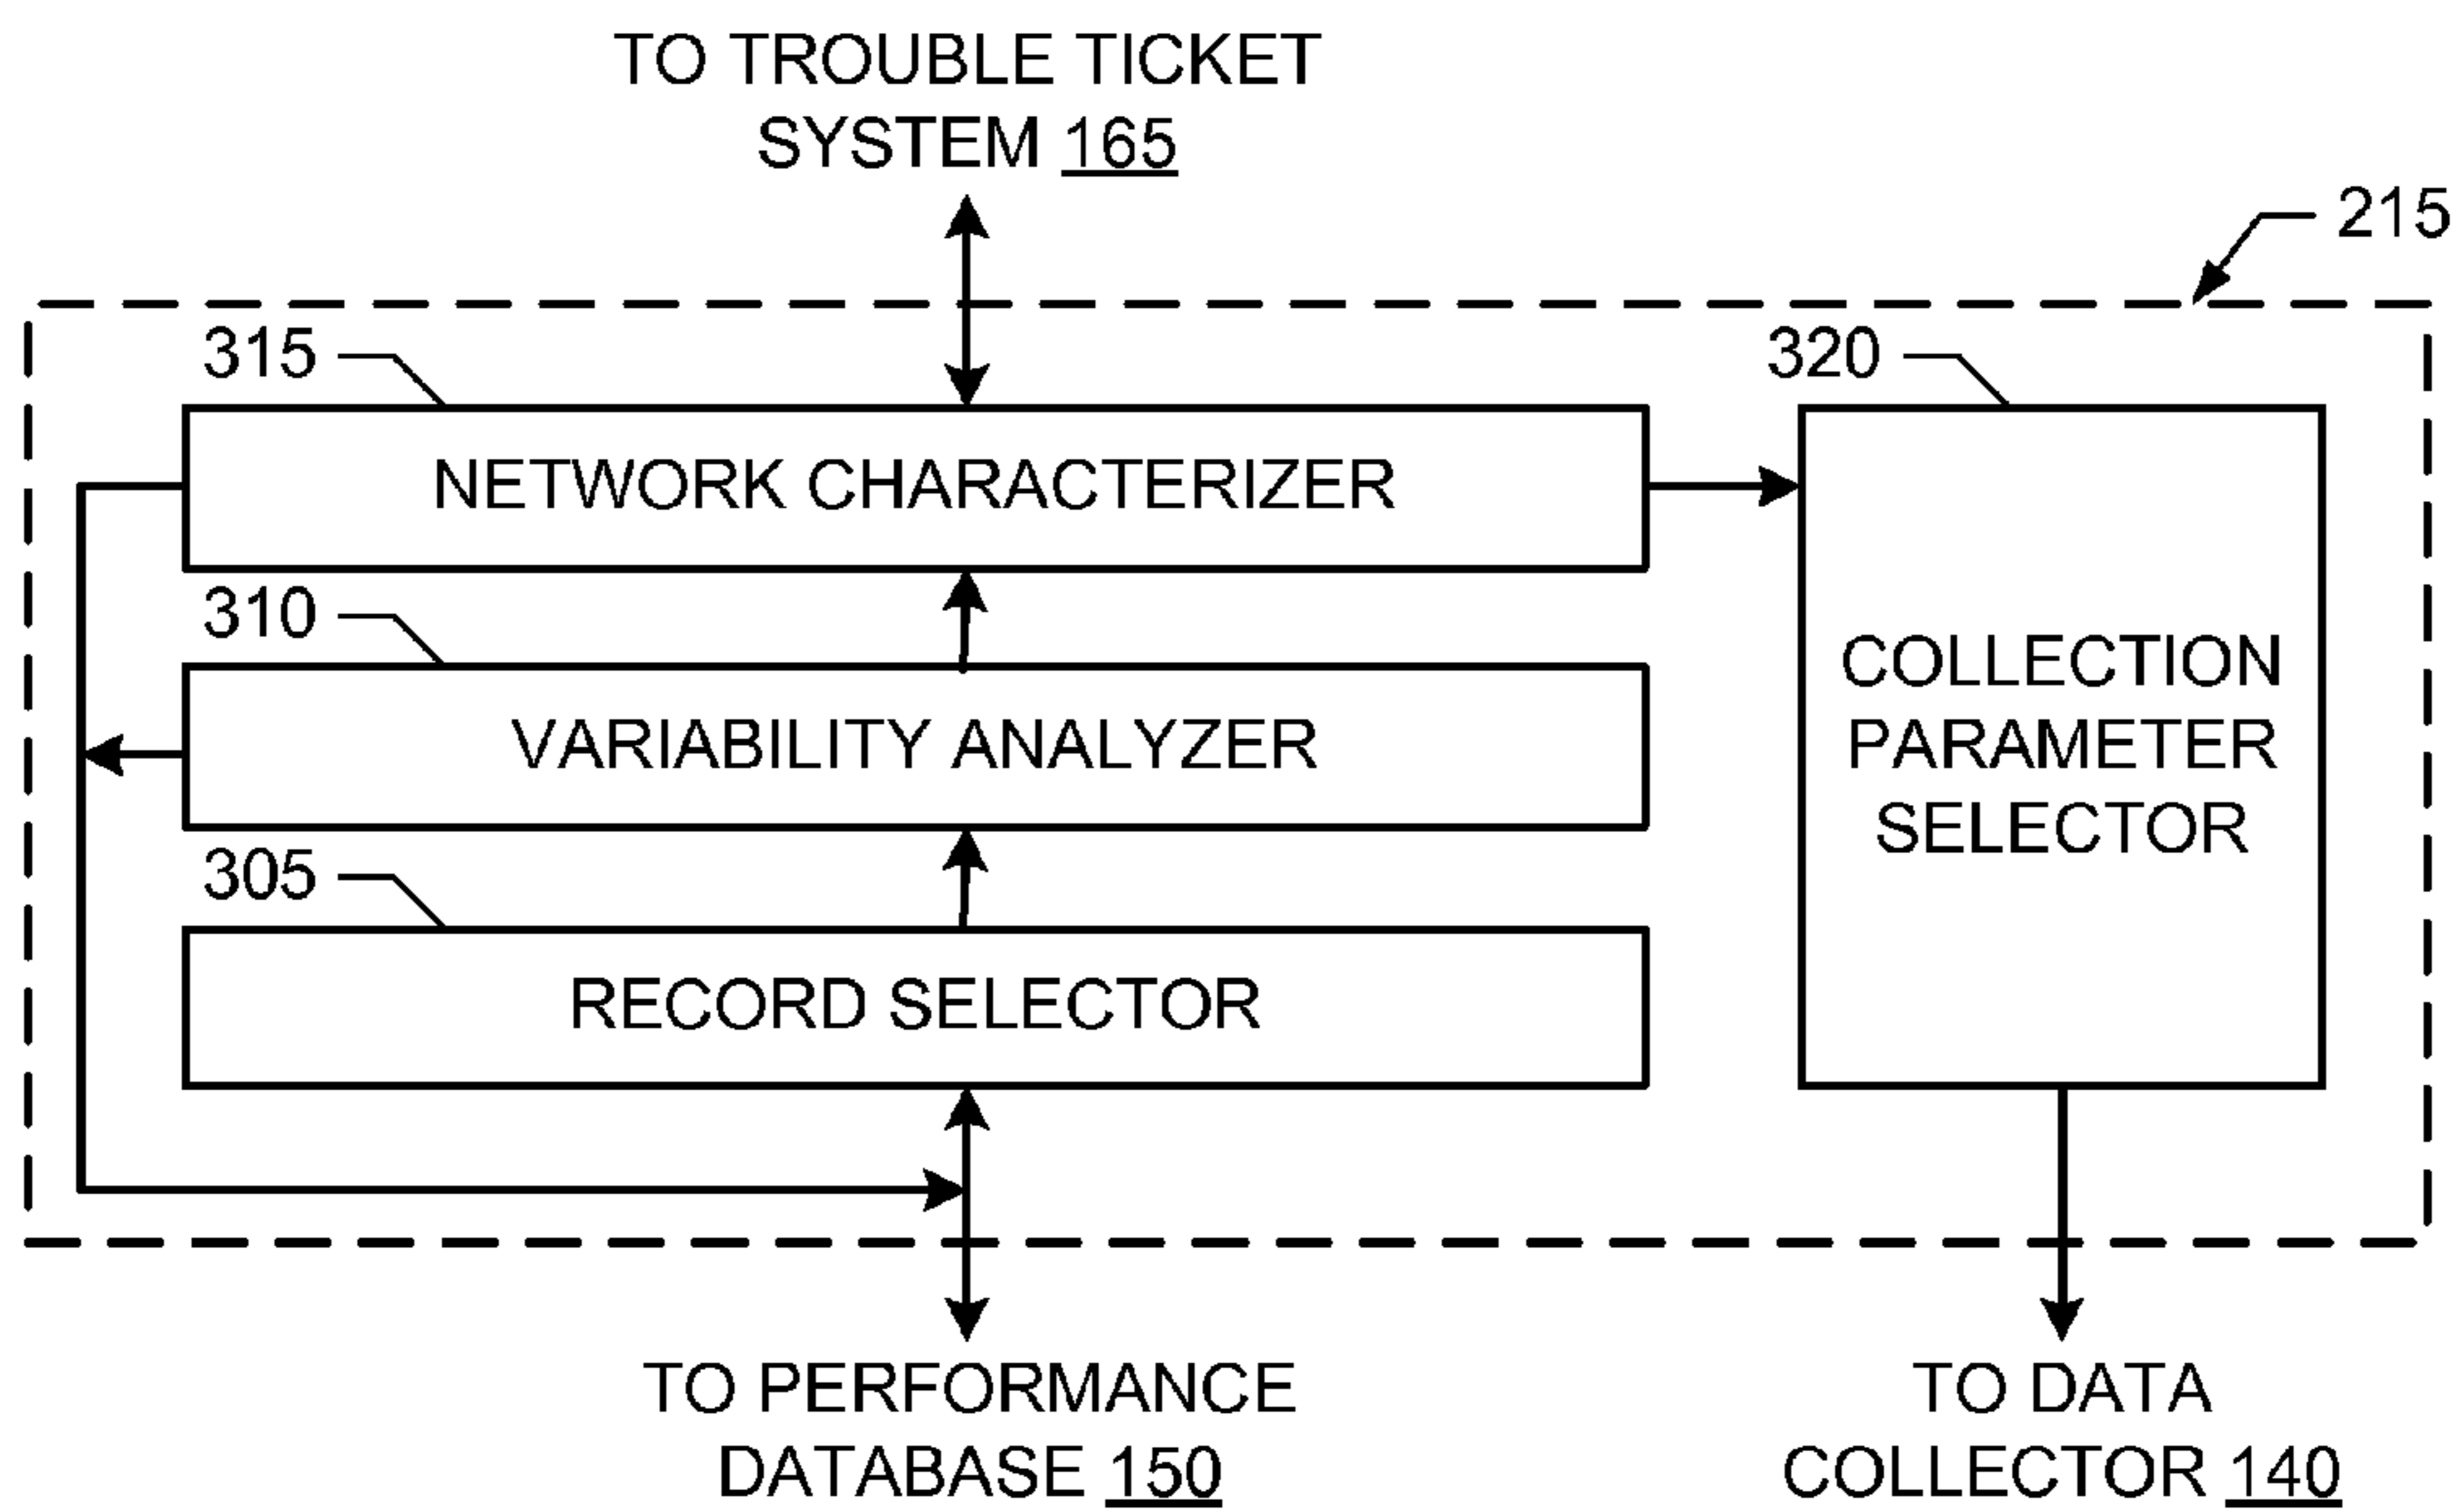 TO TROUBLE TICKET
SYSTEM 165
215
315
320
NETWORK CHARACTERIZER
310
COLLECTION
PARAMETER
SELECTOR
VARIABILITY ANALYZER
305
RECORD SELECTOR
TO PERFORMANCE
DATABASE 150
TO DATA
COLLECTOR 140